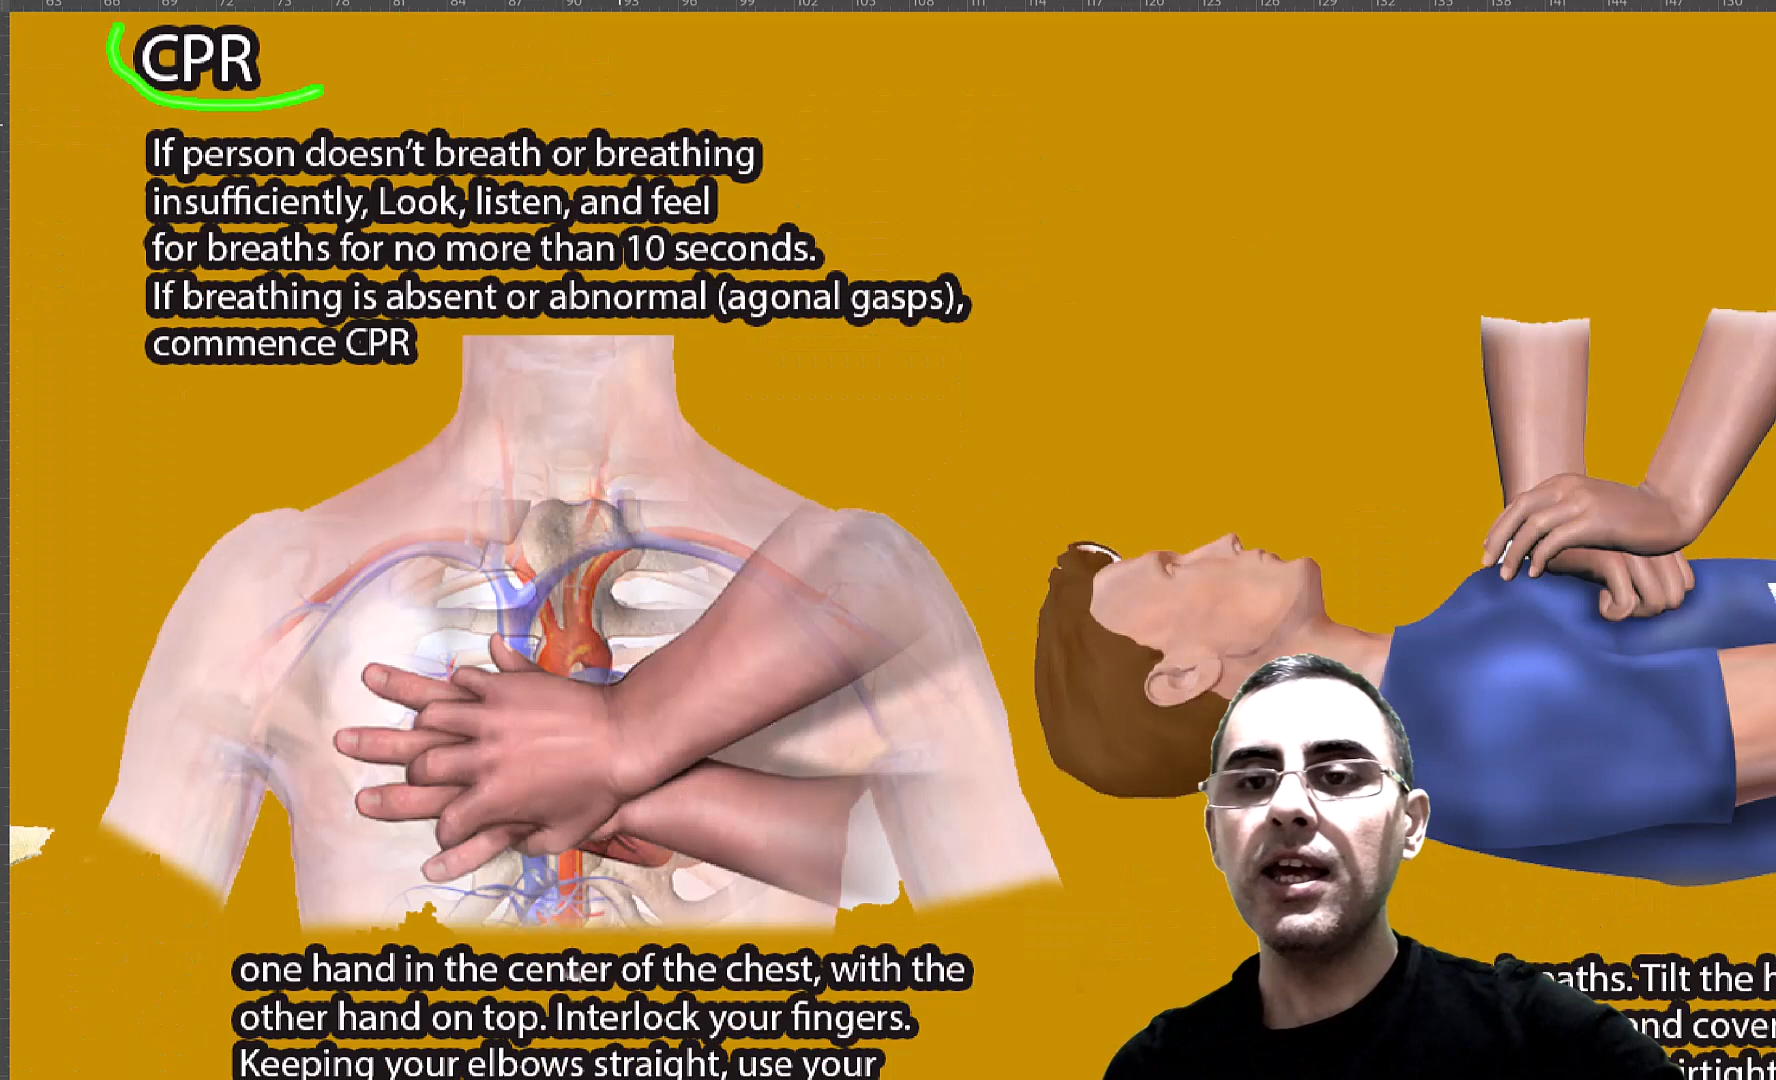 CPR
If person doesn't breath or breathing
insufficiently, Look, listen, and feel
for breaths for no more than 10 seconds.
If breathing is absent or abnormal (agonal gasps),
commence CPR
one hand in the center of the chest, with the
other hand on top. Interlock your fingers.
Keeping your elbows straight, use your
Tilt the